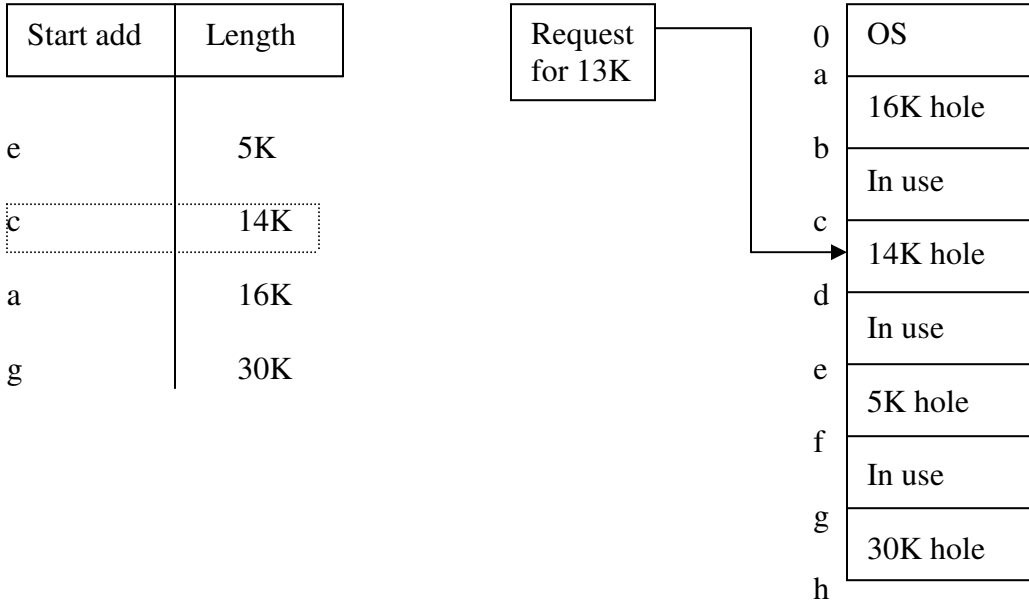 Start add Length
e 5K
c 14K
a 16K
g 30K
Request
for 13K
0 OS
a
16K hole
b
In use
c
14K hole
d
In use
e
5K hole
f
In use
g
30K hole
h